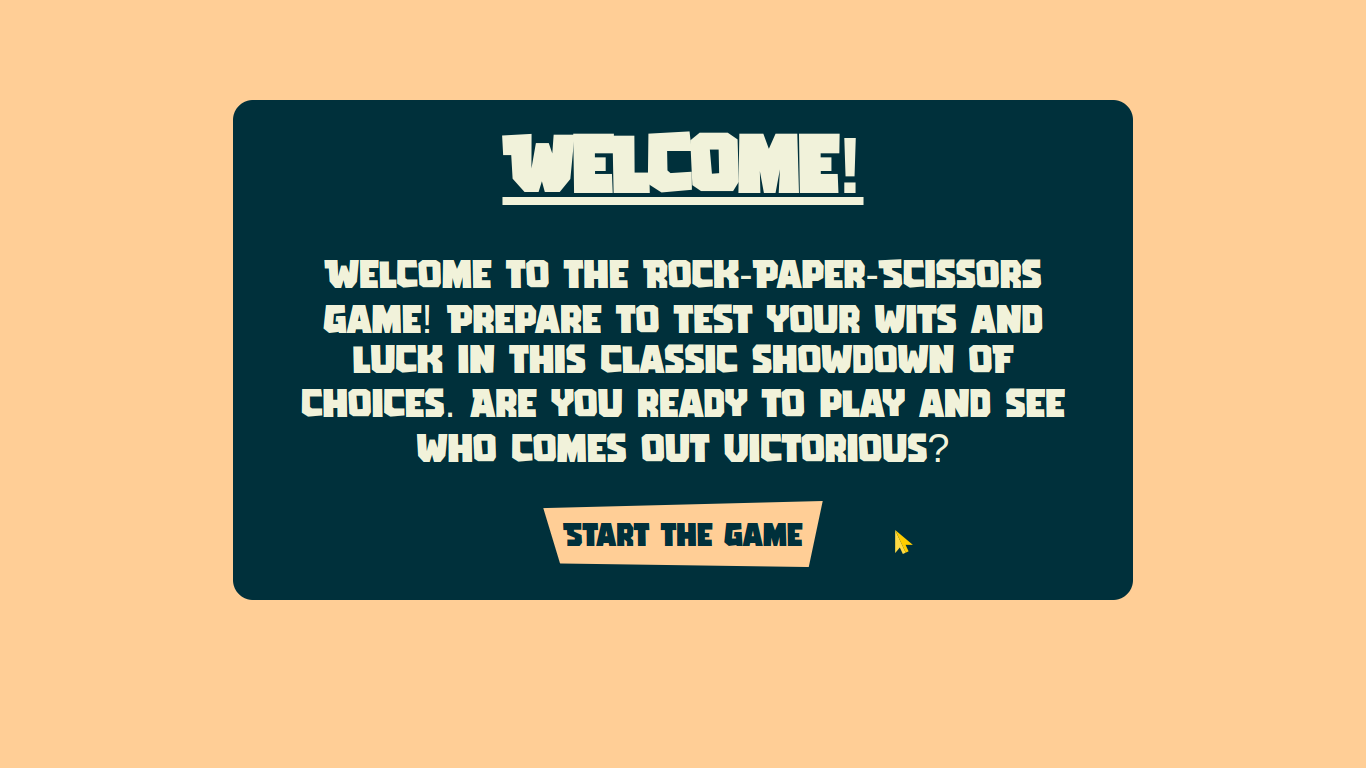 WELCOME!
WELCOME TO THE ROCK-PAPER-SCISSORS
GAME! PREPARE TO TEST YOUR WITS AND
LUCK IN THIS CLASSIC SHOWDOWN OF
CHOICES. ARE YOU READY TO PLAY AND SEE
WHO COMES OUT VICTORIOUS?
START THE GAME